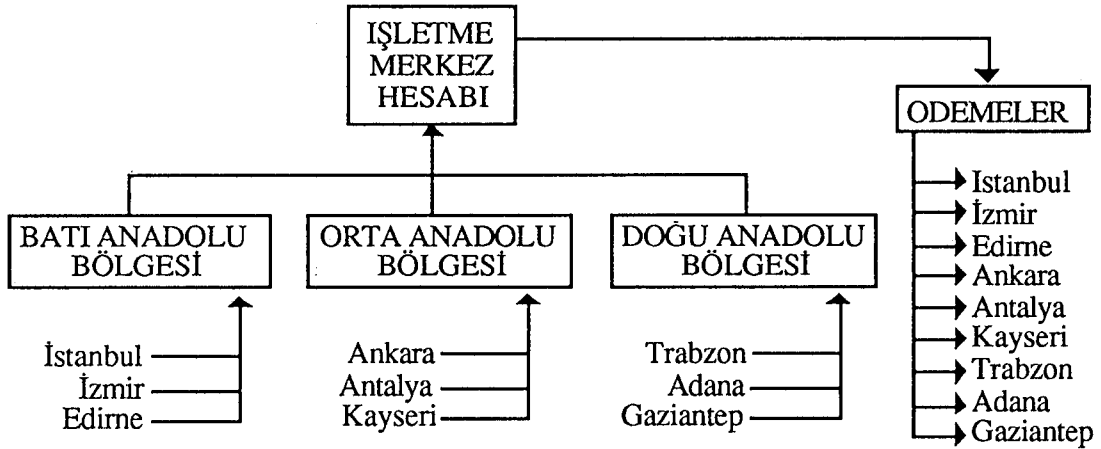 IŞLETME
MERKEZ
HESABI
ODEMELER
BATI ANADOLU
BÖLGESİ
ORTA ANADOLU
BÖLGESİ
DOĞU ANADOLU
BÖLGESİ
İstanbul
İzmir
Edirne
Ankara
Antalya
Kayseri
Trabzon
Adana
Gaziantep
Istanbul
İzmir
Edirne
Ankara
Antalya
Kayseri
Trabzon
Adana
Gaziantep